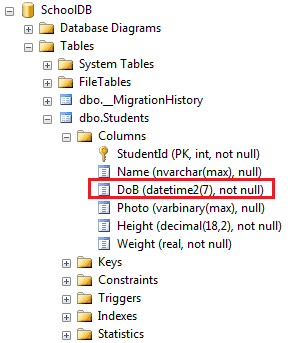 SchoolDB
Database Diagrams
Tables
System Tables
FileTables
dbo.__MigrationHistory
dbo.Students
Columns
StudentId (PK, int, not null)
Name (nvarchar(max), null)
DoB (datetime2(7), not null)
Photo (varbinary(max), null)
Height (decimal(18,2), not null)
Weight (real, not null)
Keys
Constraints
Triggers
Indexes
Statistics